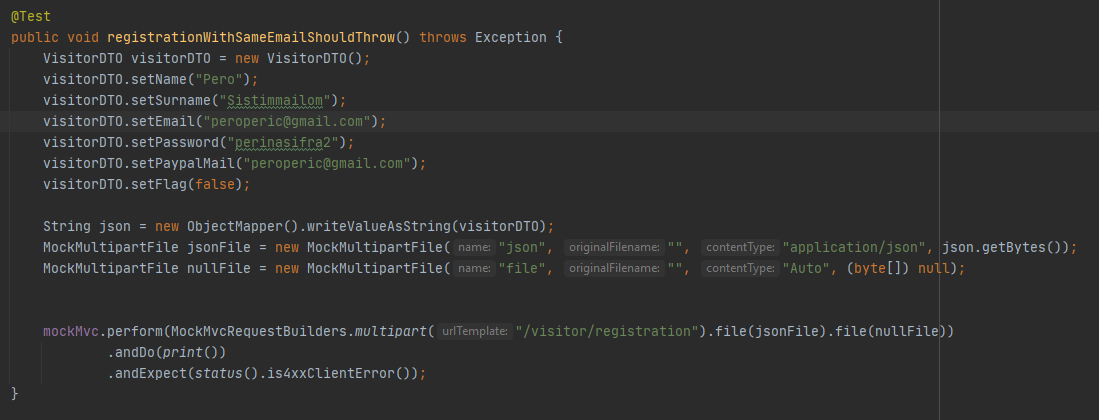 @Test
public void registrationWithSameEmailShouldThrow() throws Exception {
VisitorDTO visitorDTO = new VisitorDTO();
visitorDTO.setName("Pero");
visitorDTO.setSurname("Sistimmailom");
visitorDTO.setEmail("peroperic@gmail.com");
visitorDTO.setPassword("perinasifra2");
visitorDTO.setPaypalMail("peroperic@gmail.com");
visitorDTO.setFlag(false);
String json = new ObjectMapper().writeValueAsString(visitorDTO);
MockMultipartFile jsonFile = new MockMultipartFile( name: "json", originalFilename: "", contentType: "application/json", json.getBytes());
MockMultipartFile nullFile = new MockMultipartFile( name: "file", originalFilename: "", contentType: "Auto", (byte[]) null);
mockMvc.perform(MockMvcRequestBuilders.multipart( urlTemplate: "/visitor/registration").file(jsonFile).file(nullFile))
.andDo(print())
.andExpect(status().is4xxClientError());
}